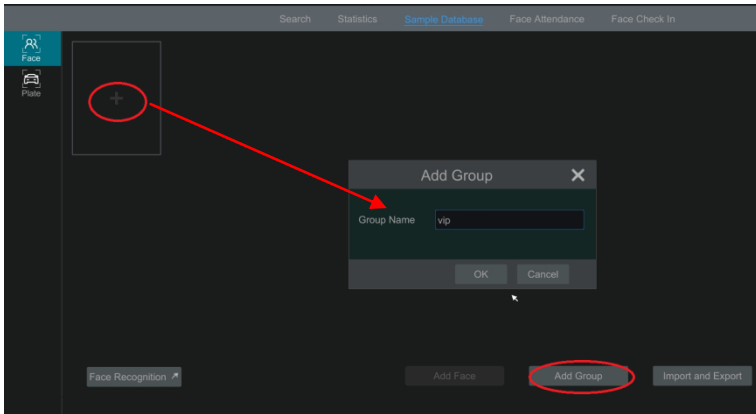 Search Statistics Sample Database Face Attendance Face Check In
Face
Plate
Add Group
Group Name vip
OK Cancel
Face Recognition Add Face Add Group Import and Export